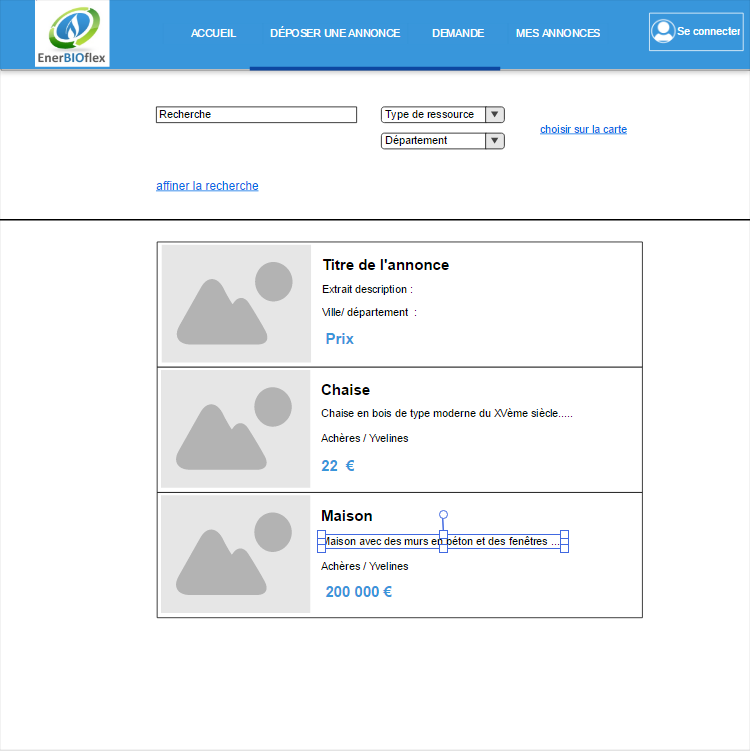 EnerBIOflex
ACCUEIL DÉPOSER UNE ANNONCE DEMANDE MES ANNONCES Se connecter
Recherche Type de ressource
choisir sur la carte
Département
affiner la recherche
Titre de l'annonce
Extrait description :
Ville/ département :
Prix
Chaise
Chaise en bois de type moderne du XVème siècle.....
Achères / Yvelines
22 €
Maison
Maison avec des murs en béton et des fenêtres ...
Achères / Yvelines
200 000 €